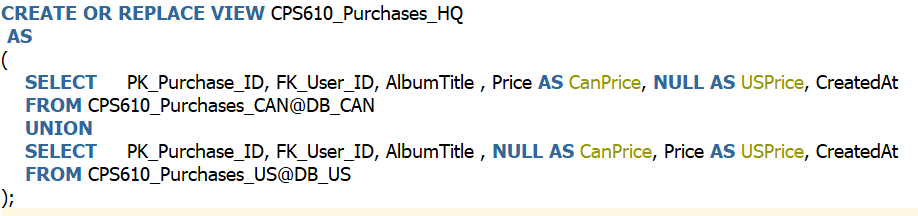 CREATE OR REPLACE VIEW CPS610_Purchases_HQ
AS
(
SELECT PK_Purchase_ID, FK_User_ID, AlbumTitle , Price AS CanPrice, NULL AS USPrice, CreatedAt
FROM CPS610_Purchases_CAN@DB_CAN
UNION
SELECT PK_Purchase_ID, FK_User_ID, AlbumTitle , NULL AS CanPrice, Price AS USPrice, CreatedAt
FROM CPS610_Purchases_US@DB_US
);